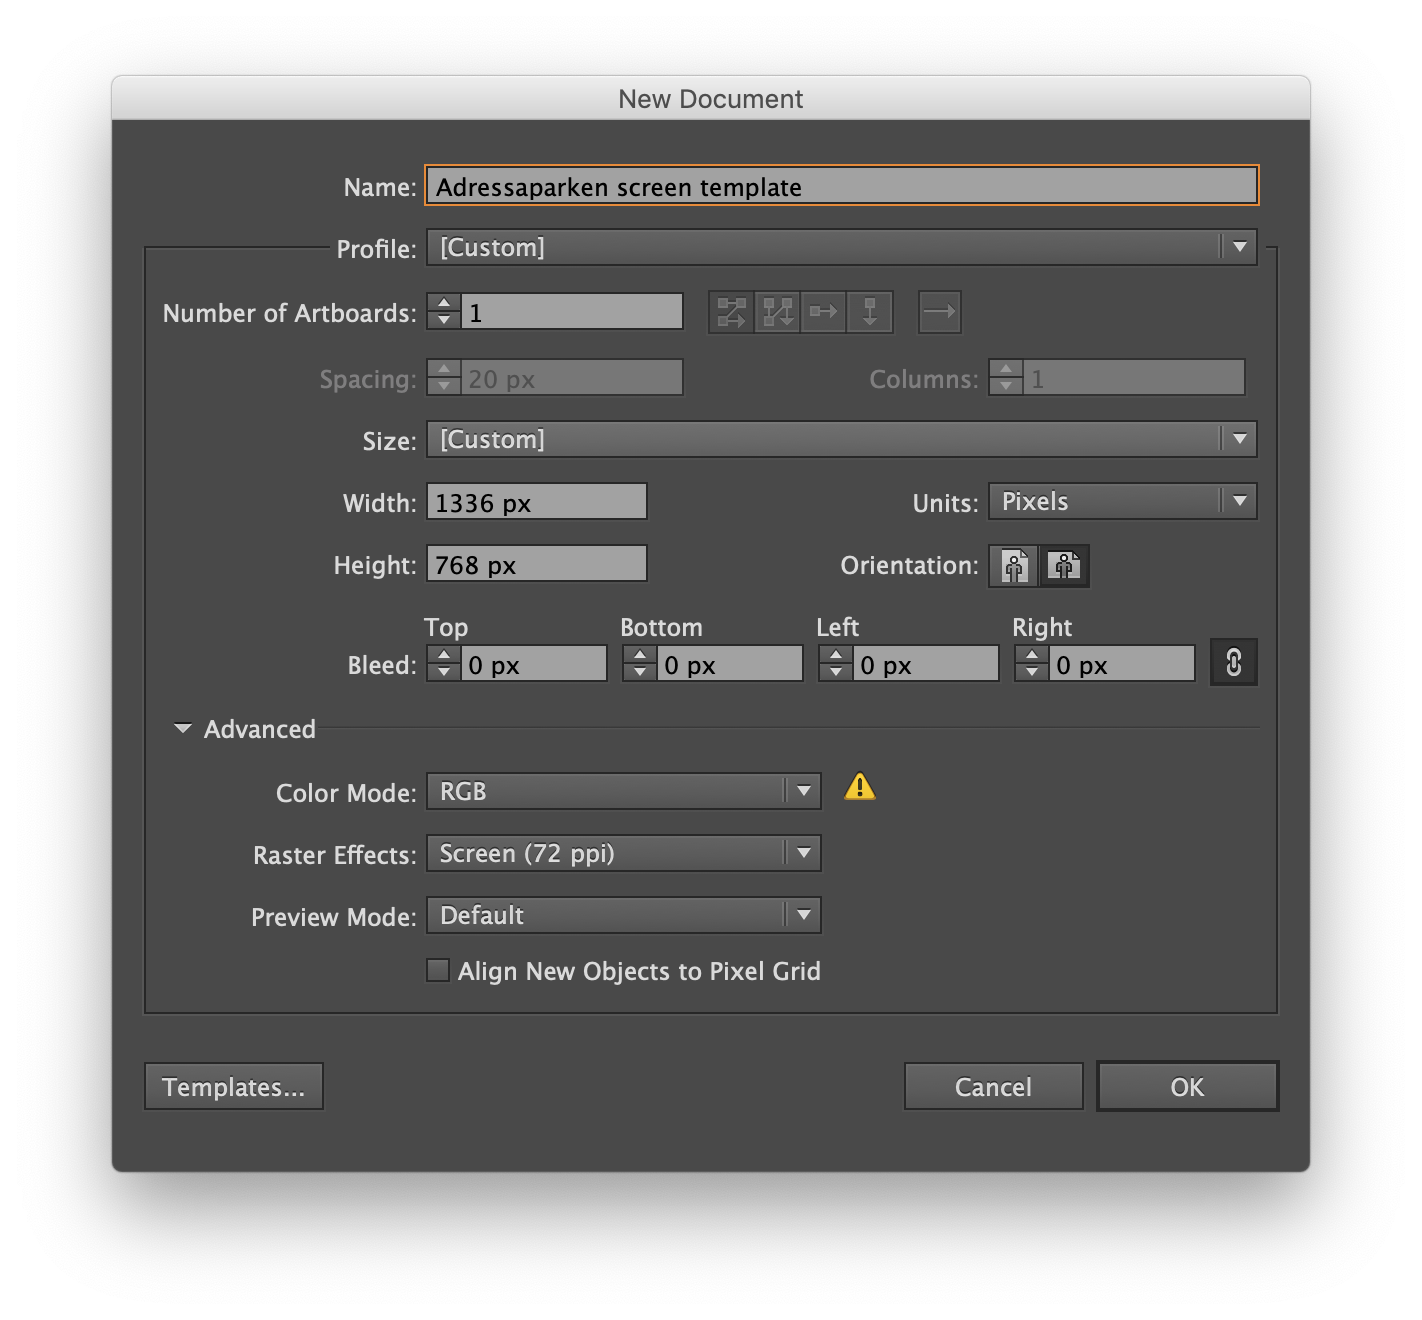 New Document
Name: Adressaparken screen template
Profile: [Custom]
Number of Artboards: 1
Spacing: 20 px Columns: 1
Size: [Custom]
Width: 1336 px Units: Pixels
Height: 768 px Orientation:
Top Bottom Left Right
Bleed: 0 px 0 px 0 px 0 px
Advanced
Color Mode: RGB
Raster Effects: Screen (72 ppi)
Preview Mode: Default
Align New Objects to Pixel Grid
Templates... Cancel OK